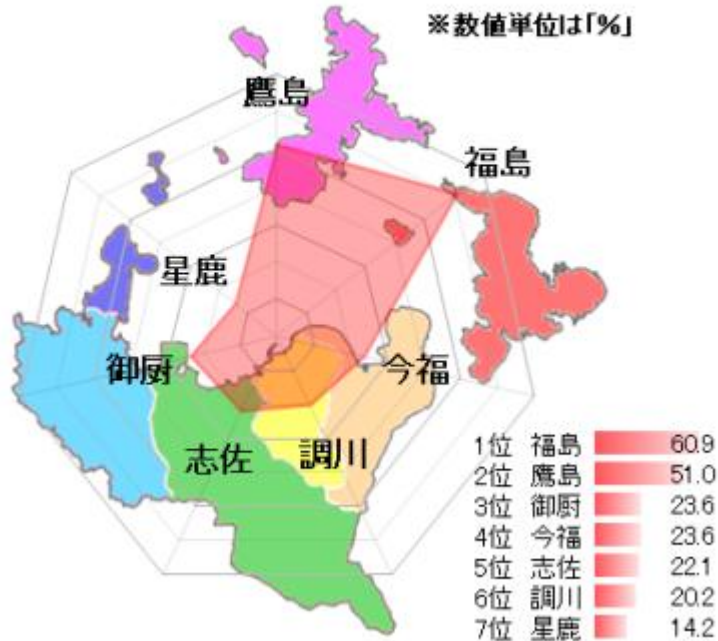 ※数値単位は「%」
鷹島
福島
星鹿
御厨
今福
志佐
調川
1位 福島 60.9
2位 鷹島 51.0
3位 御厨 23.6
4位 今福 23.6
5位 志佐 22.1
6位 調川 20.2
7位 星鹿 14.2